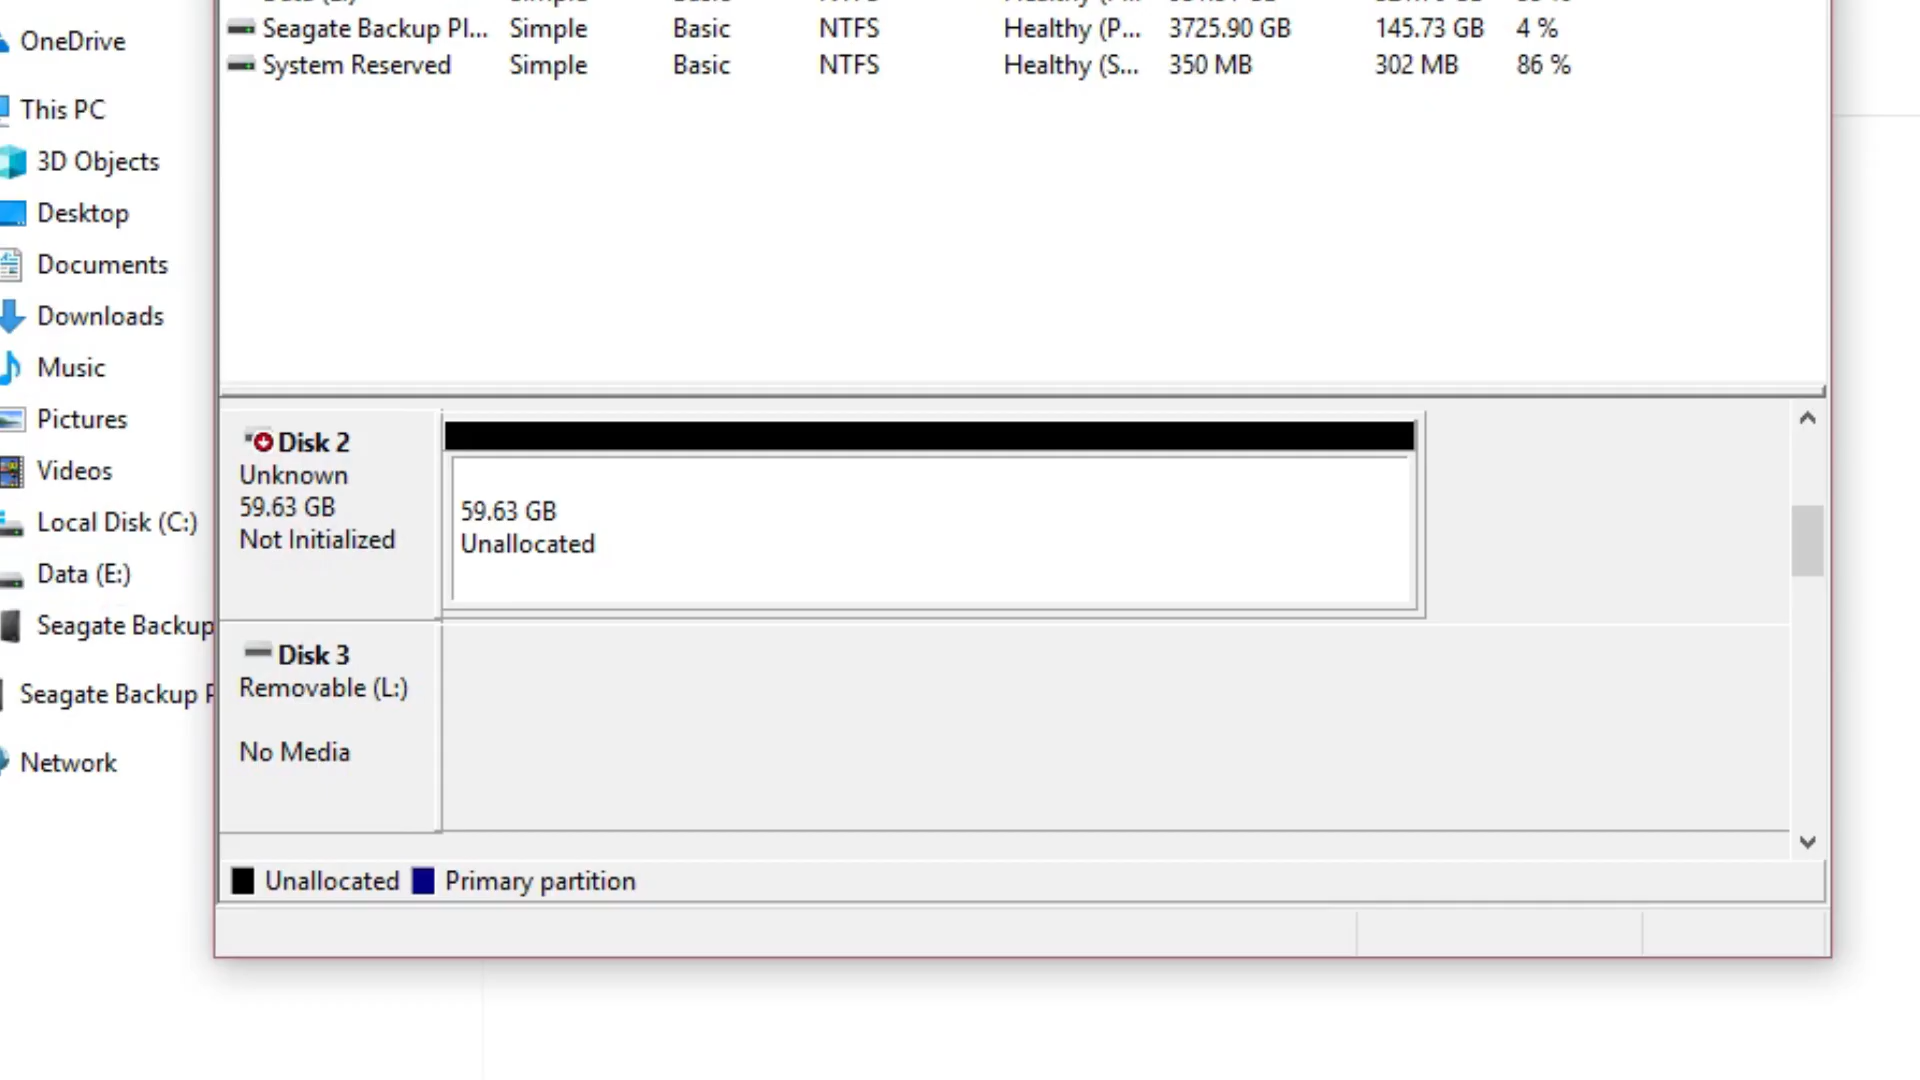 OneDrive
This PC
3D Objects
Desktop
Documents
Downloads
Music
Pictures
Videos
Local Disk (C:)
Data (E:)
Seagate Backup
Seagate Backup P
Network
Seagate Backup Pl... Simple Basic NTFS Healthy (P... 3725.90 GB 145.73 GB 4 %
System Reserved Simple Basic NTFS Healthy (S... 350 MB 302 MB 86 %
Disk 2
Unknown
59.63 GB
Not Initialized
59.63 GB
Unallocated
Disk 3
Removable (L:)
No Media
Unallocated Primary partition